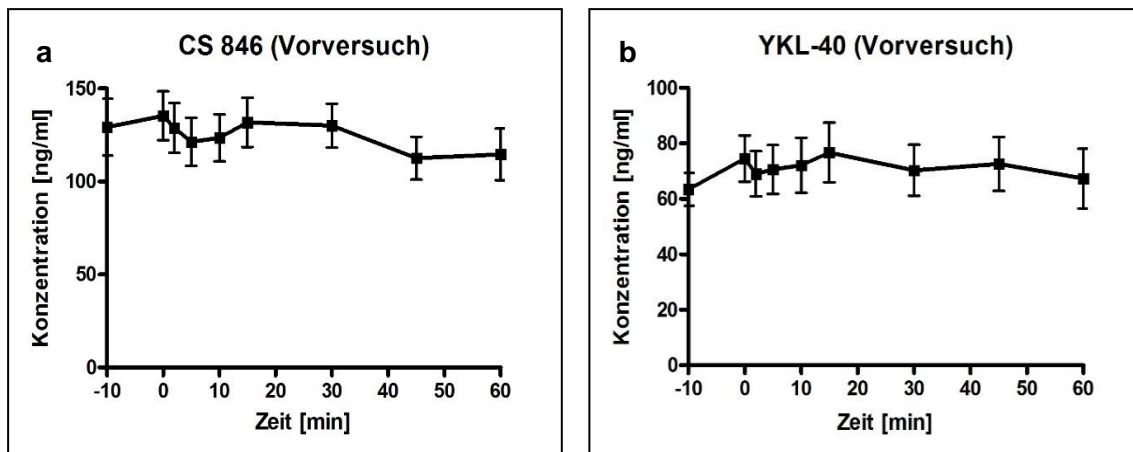 a
CS 846 (Vorversuch)
Konzentration [ng/ml]
150
100
50
0
-10 0 10 20 30 40 50 60
Zeit [min]
b
YKL-40 (Vorversuch)
Konzentration [ng/ml]
100
80
60
40
20
0
-10 0 10 20 30 40 50 60
Zeit [min]